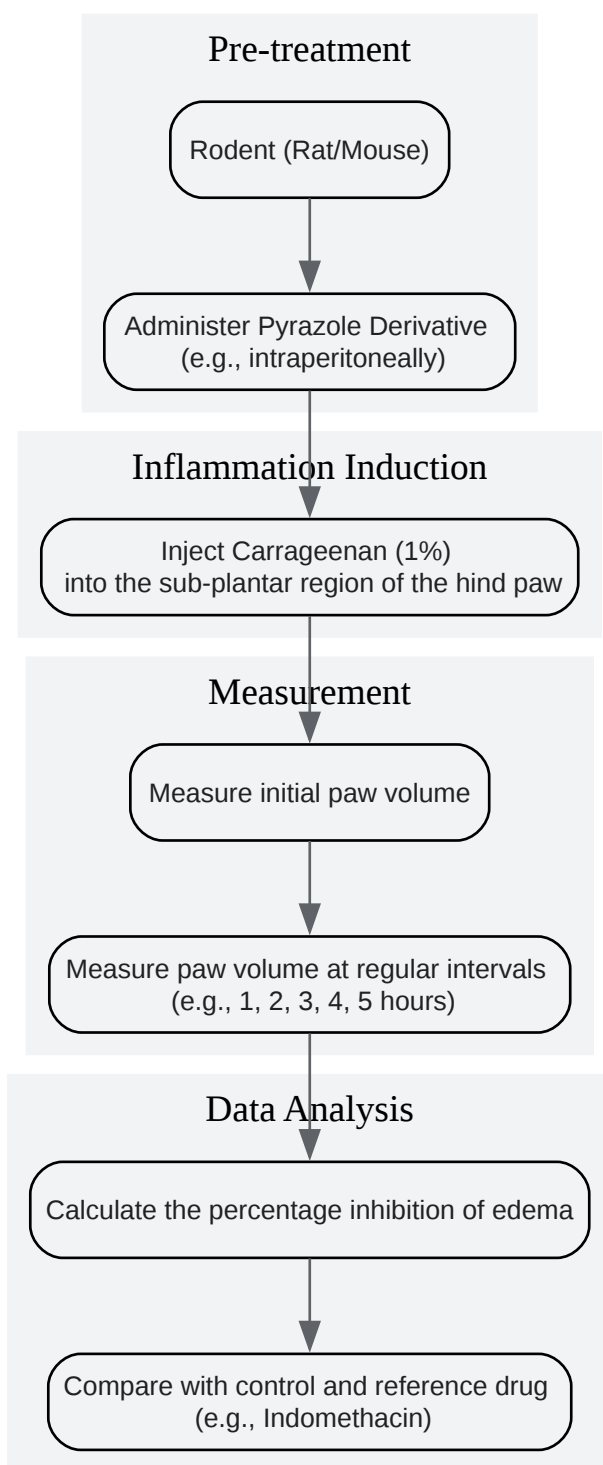 Pre-treatment
Rodent (Rat/Mouse)
Administer Pyrazole Derivative
(e.g., intraperitoneally)
Inflammation Induction
Inject Carrageenan (1%)
into the sub-plantar region of the hind paw
Measurement
Measure initial paw volume
Measure paw volume at regular intervals
(e.g., 1, 2, 3, 4, 5 hours)
Data Analysis
Calculate the percentage inhibition of edema
Compare with control and reference drug
(e.g., Indomethacin)